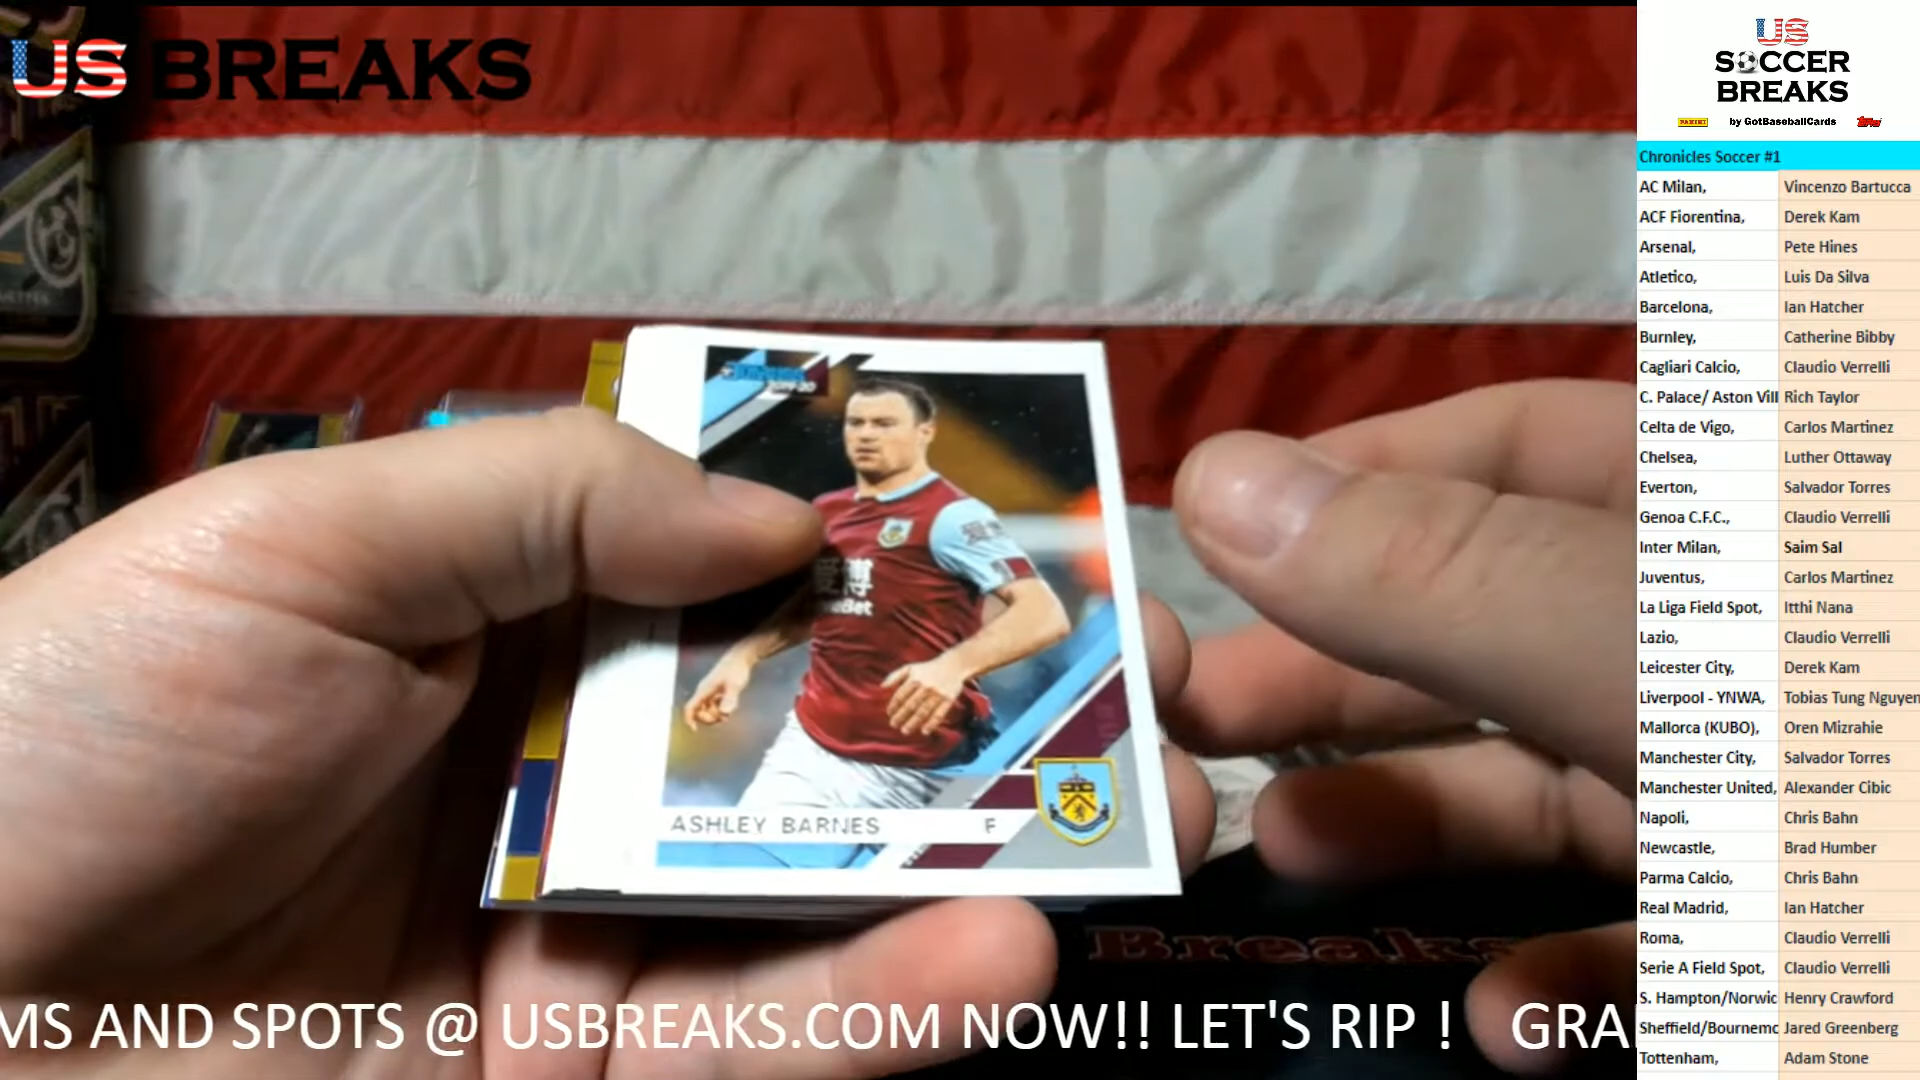 US BREAKS
US
SOCCER
BREAKS
PANINI by GotBaseballCards Topps
Chronicles Soccer #1
AC Milan, Vincenzo Bartucca
ACF Fiorentina, Derek Kam
Arsenal, Pete Hines
Atletico, Luis Da Silva
Barcelona, Ian Hatcher
Burnley, Catherine Bibby
Cagliari Calcio, Claudio Verrelli
C. Palace/ Aston Vill Rich Taylor
Celta de Vigo, Carlos Martinez
Chelsea, Luther Ottaway
Everton, Salvador Torres
Genoa C.F.C., Claudio Verrelli
Inter Milan, Saim Sal
Juventus, Carlos Martinez
La Liga Field Spot, Itthi Nana
Lazio, Claudio Verrelli
Leicester City, Derek Kam
Liverpool - YNWA, Tobias Tung Nguyen
Mallorca (KUBO), Oren Mizrahie
Manchester City, Salvador Torres
Manchester United, Alexander Cibic
Napoli, Chris Bahn
Newcastle, Brad Humber
Parma Calcio, Chris Bahn
Real Madrid, Ian Hatcher
Roma, Claudio Verrelli
Serie A Field Spot, Claudio Verrelli
S. Hampton/Norwic Henry Crawford
Sheffield/Bournemo Jared Greenberg
Tottenham, Adam Stone
2019-20
ASHLEY BARNES F
Breaks
MS AND SPOTS @ USBREAKS.COM NOW!! LET'S RIP ! GRA